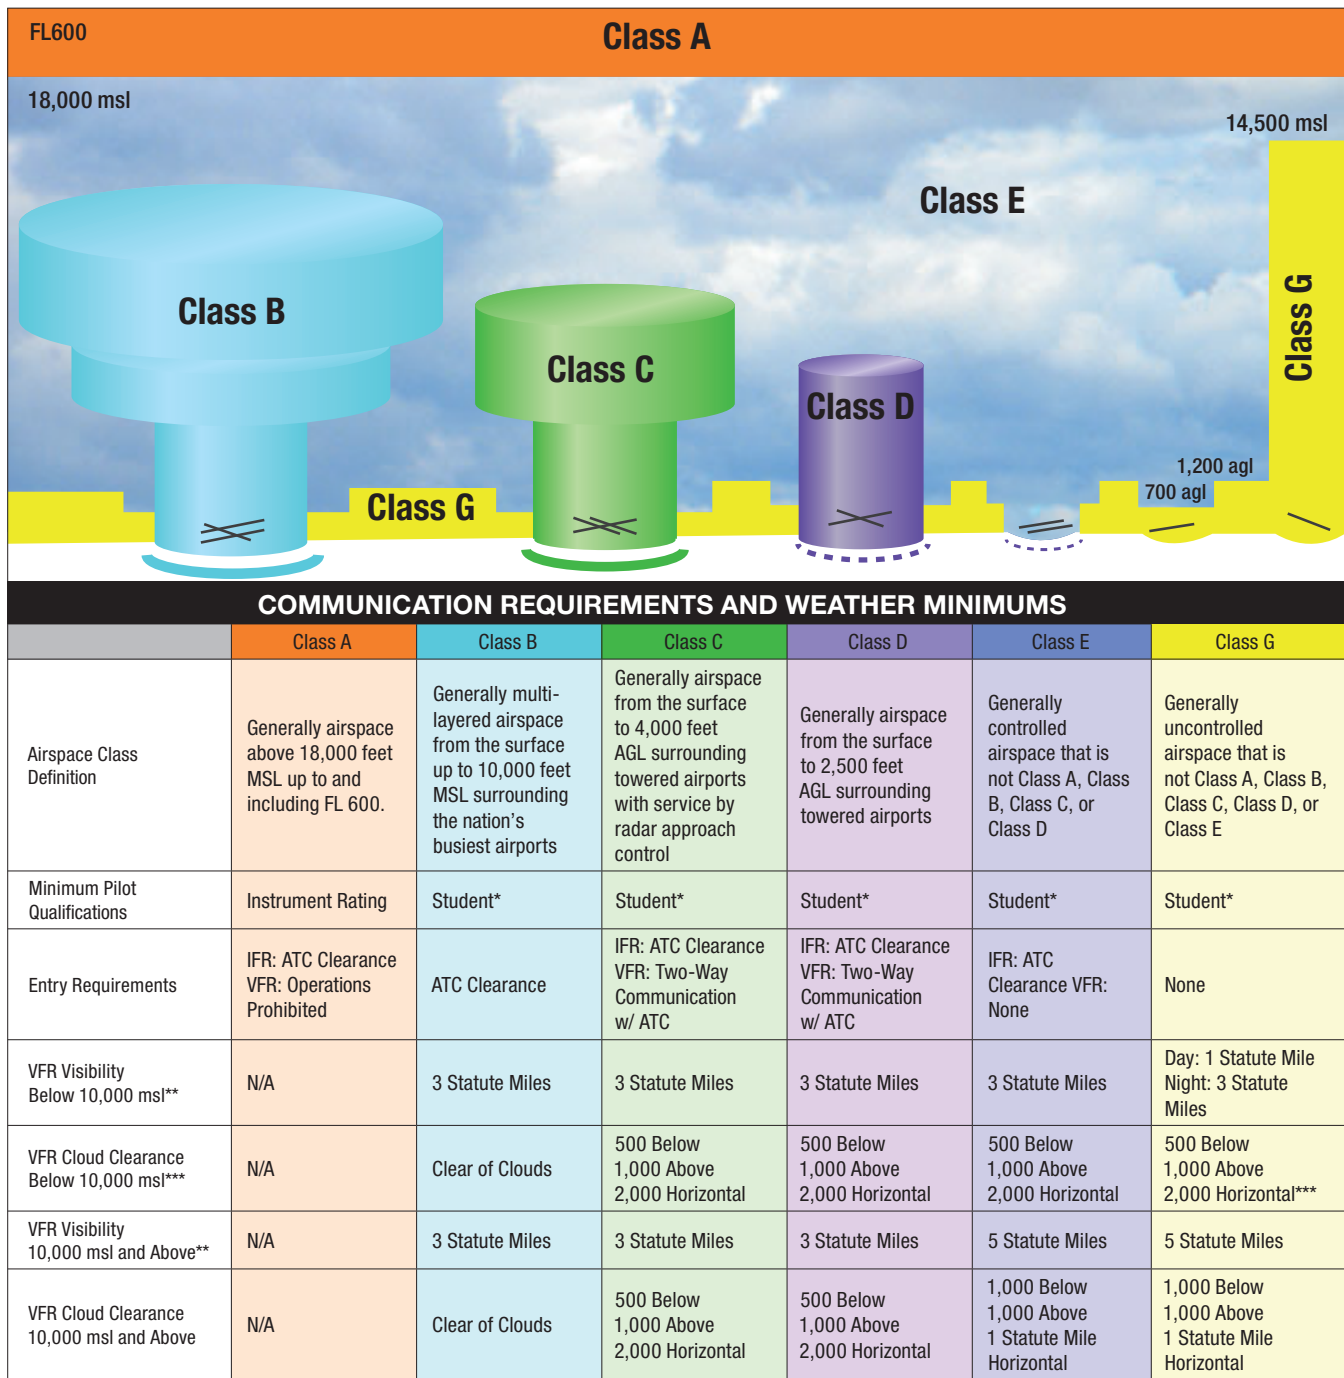 FL600
Class A
18,000 msl
14,500 msl
Class E
Class B
Class C
Class D
Class G
Class G
1,200 agl
700 agl
COMMUNICATION REQUIREMENTS AND WEATHER MINIMUMS
Class A
Class B
Class C
Class D
Class E
Class G
Airspace Class
Definition
Generally airspace
above 18,000 feet
MSL up to and
including FL 600.
Generally multi-
layered airspace
from the surface
up to 10,000 feet
MSL surrounding
the nation's
busiest airports
Generally airspace
from the surface
to 4,000 feet
AGL surrounding
towered airports
with service by
radar approach
control
Generally airspace
from the surface
to 2,500 feet
AGL surrounding
towered airports
Generally
controlled
airspace that is
not Class A, Class
B, Class C, or
Class D
Generally
uncontrolled
airspace that is
not Class A, Class B,
Class C, Class D, or
Class E
Minimum Pilot
Qualifications
Instrument Rating
Student*
Student*
Student*
Student*
Student*
Entry Requirements
IFR: ATC Clearance
VFR: Operations
Prohibited
ATC Clearance
IFR: ATC Clearance
VFR: Two-Way
Communication
w/ ATC
IFR: ATC Clearance
VFR: Two-Way
Communication
w/ ATC
IFR: ATC
Clearance VFR:
None
None
VFR Visibility
Below 10,000 msl**
N/A
3 Statute Miles
3 Statute Miles
3 Statute Miles
3 Statute Miles
Day: 1 Statute Mile
Night: 3 Statute
Miles
VFR Cloud Clearance
Below 10,000 msl***
N/A
Clear of Clouds
500 Below
1,000 Above
2,000 Horizontal
500 Below
1,000 Above
2,000 Horizontal
500 Below
1,000 Above
2,000 Horizontal
500 Below
1,000 Above
2,000 Horizontal***
VFR Visibility
10,000 msl and Above**
N/A
3 Statute Miles
3 Statute Miles
3 Statute Miles
5 Statute Miles
5 Statute Miles
VFR Cloud Clearance
10,000 msl and Above
N/A
Clear of Clouds
500 Below
1,000 Above
2,000 Horizontal
500 Below
1,000 Above
2,000 Horizontal
1,000 Below
1,000 Above
1 Statute Mile
Horizontal
1,000 Below
1,000 Above
1 Statute Mile
Horizontal